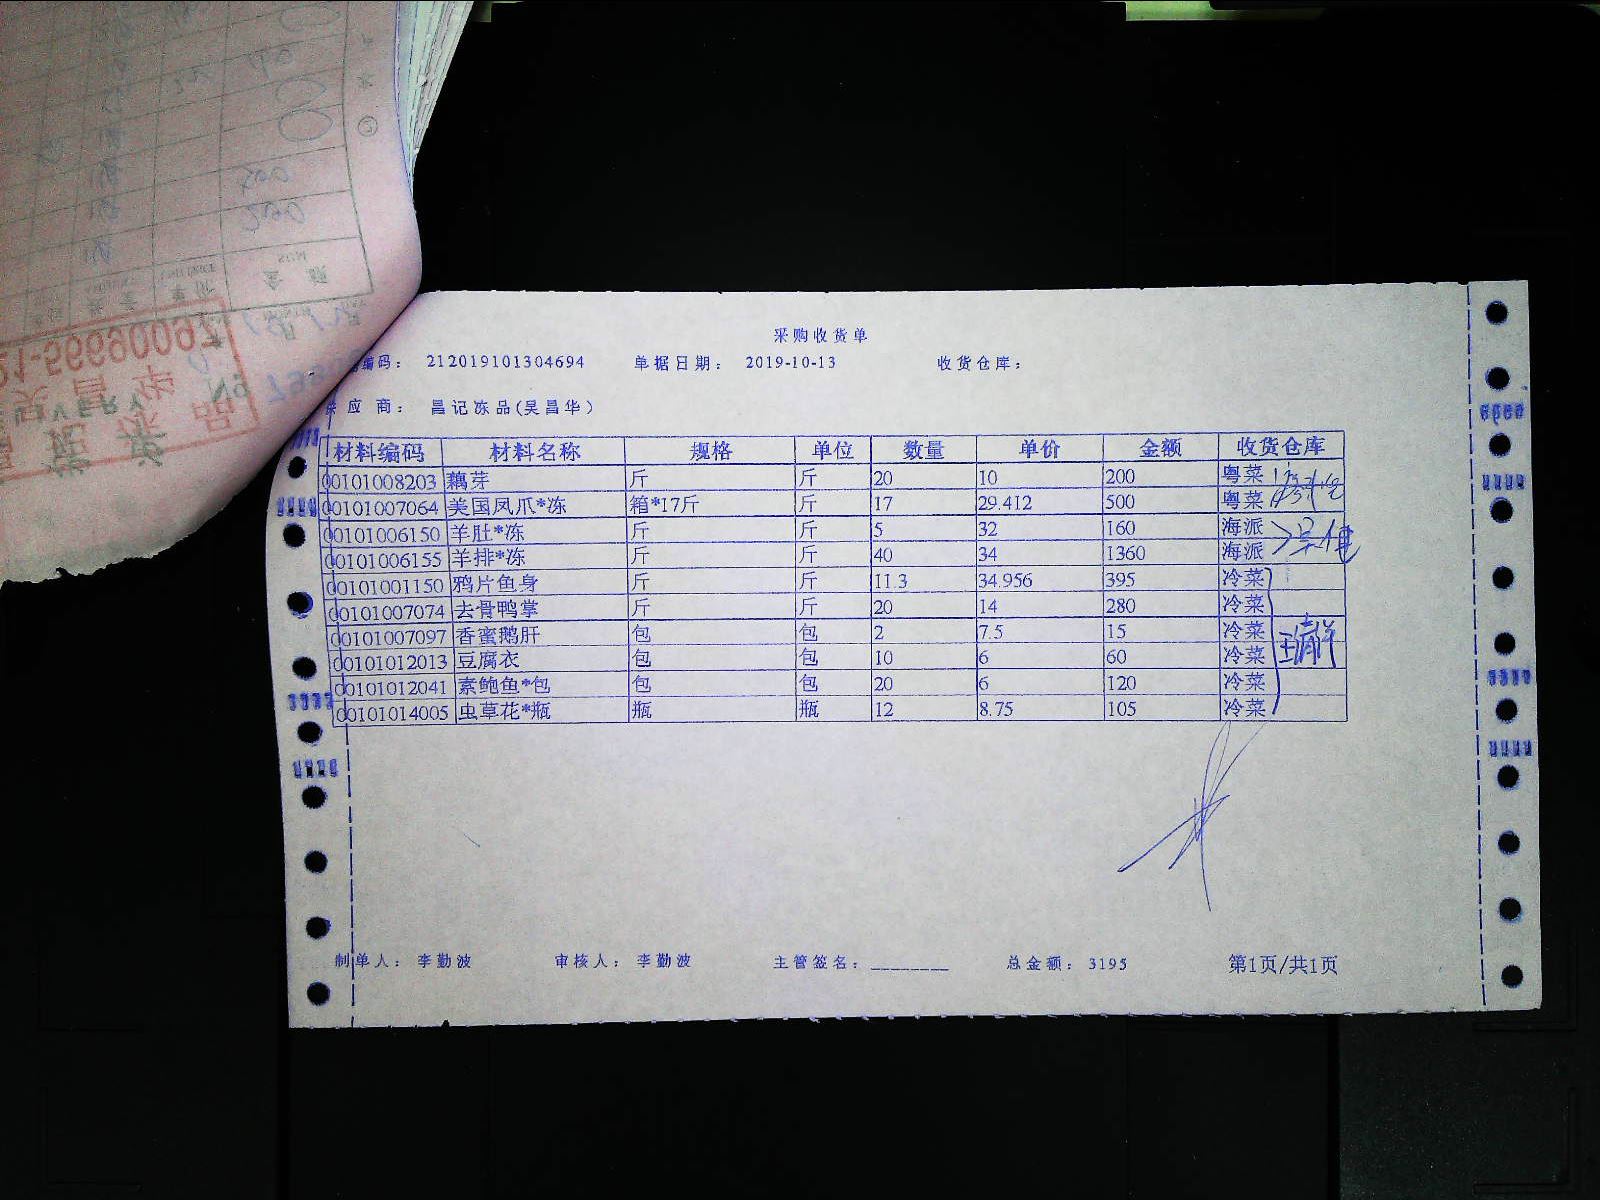 采购收货单
编码： 212019101304694 单据日期： 2019-10-13 收货仓库：
应商： 昌记冻品(吴昌华)
材料编码 材料名称 规格 单位 数量 单价 金额 收货仓库
00101008203 藕芽 斤 斤 20 10 200 粤菜
00101007064 美国凤爪*冻 箱*17斤 斤 17 29.412 500 粤菜
00101006150 羊肚*冻 斤 斤 5 32 160 海派
00101006155 羊排*冻 斤 斤 40 34 1360 海派
00101001150 鸦片鱼身 斤 斤 11.3 34.956 395 冷菜
00101007074 去骨鸭掌 斤 斤 20 14 280 冷菜
00101007097 香蜜鹅肝 包 包 2 7.5 15 冷菜
00101012013 豆腐衣 包 包 10 6 60 冷菜
00101012041 素鲍鱼*包 包 包 20 6 120 冷菜
00101014005 虫草花*瓶 瓶 瓶 12 8.75 105 冷菜
制单人： 李勤波 审核人： 李勤波 主管签名：________ 总金额： 3195 第1页/共1页